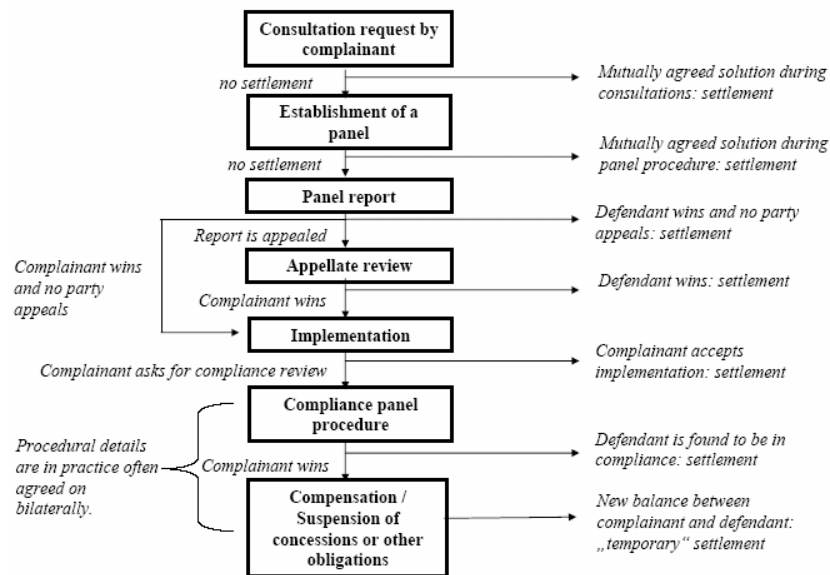 Consultation request by
complainant
no settlement
Mutually agreed solution during
consultations: settlement
Establishment of a
panel
no settlement
Mutually agreed solution during
panel procedure: settlement
Panel report
Defendant wins and no party
appeals: settlement
Report is appealed
Complainant wins
and no party
appeals
Appellate review
Defendant wins: settlement
Complainant wins
Implementation
Complainant accepts
implementation: settlement
Complainant asks for compliance review
Compliance panel
procedure
Procedural details
are in practice often
agreed on
bilaterally.
Defendant is found to be in
compliance: settlement
Complainant wins
Compensation /
Suspension of
concessions or other
obligations
New balance between
complainant and defendant:
„temporary“ settlement